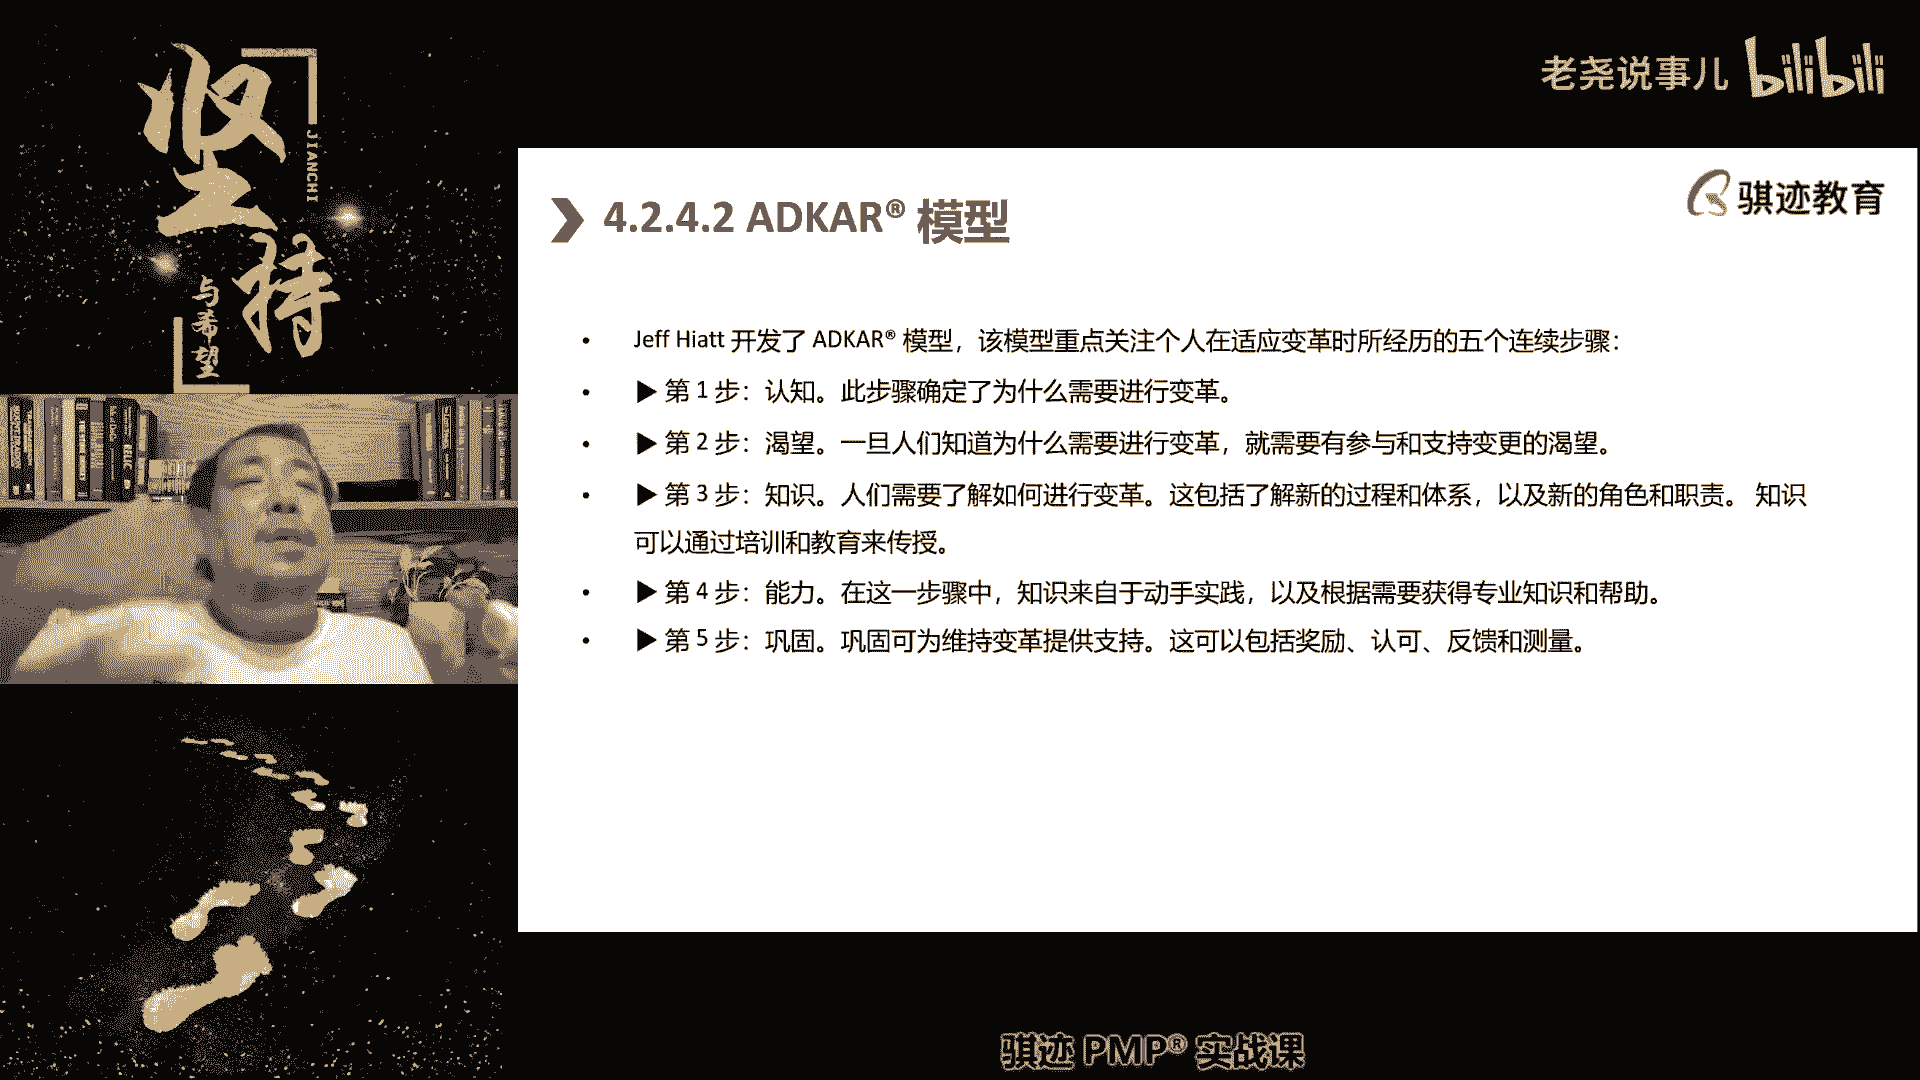 坚持
JIANCHI
与希望
老尧说事儿 bilibili
骐迹教育
4.2.4.2 ADKAR® 模型
• Jeff Hiatt 开发了 ADKAR® 模型，该模型重点关注个人在适应变革时所经历的五个连续步骤：
• ▶ 第 1 步：认知。此步骤确定了为什么需要进行变革。
• ▶ 第 2 步：渴望。一旦人们知道为什么需要进行变革，就需要有参与和支持变更的渴望。
• ▶ 第 3 步：知识。人们需要了解如何进行变革。这包括了解新的过程和体系，以及新的角色和职责。 知识
可以通过培训和教育来传授。
• ▶ 第 4 步：能力。在这一步骤中，知识来自于动手实践，以及根据需要获得专业知识和帮助。
• ▶ 第 5 步：巩固。巩固可为维持变革提供支持。这可以包括奖励、认可、反馈和测量。
骐迹 PMP® 实战课